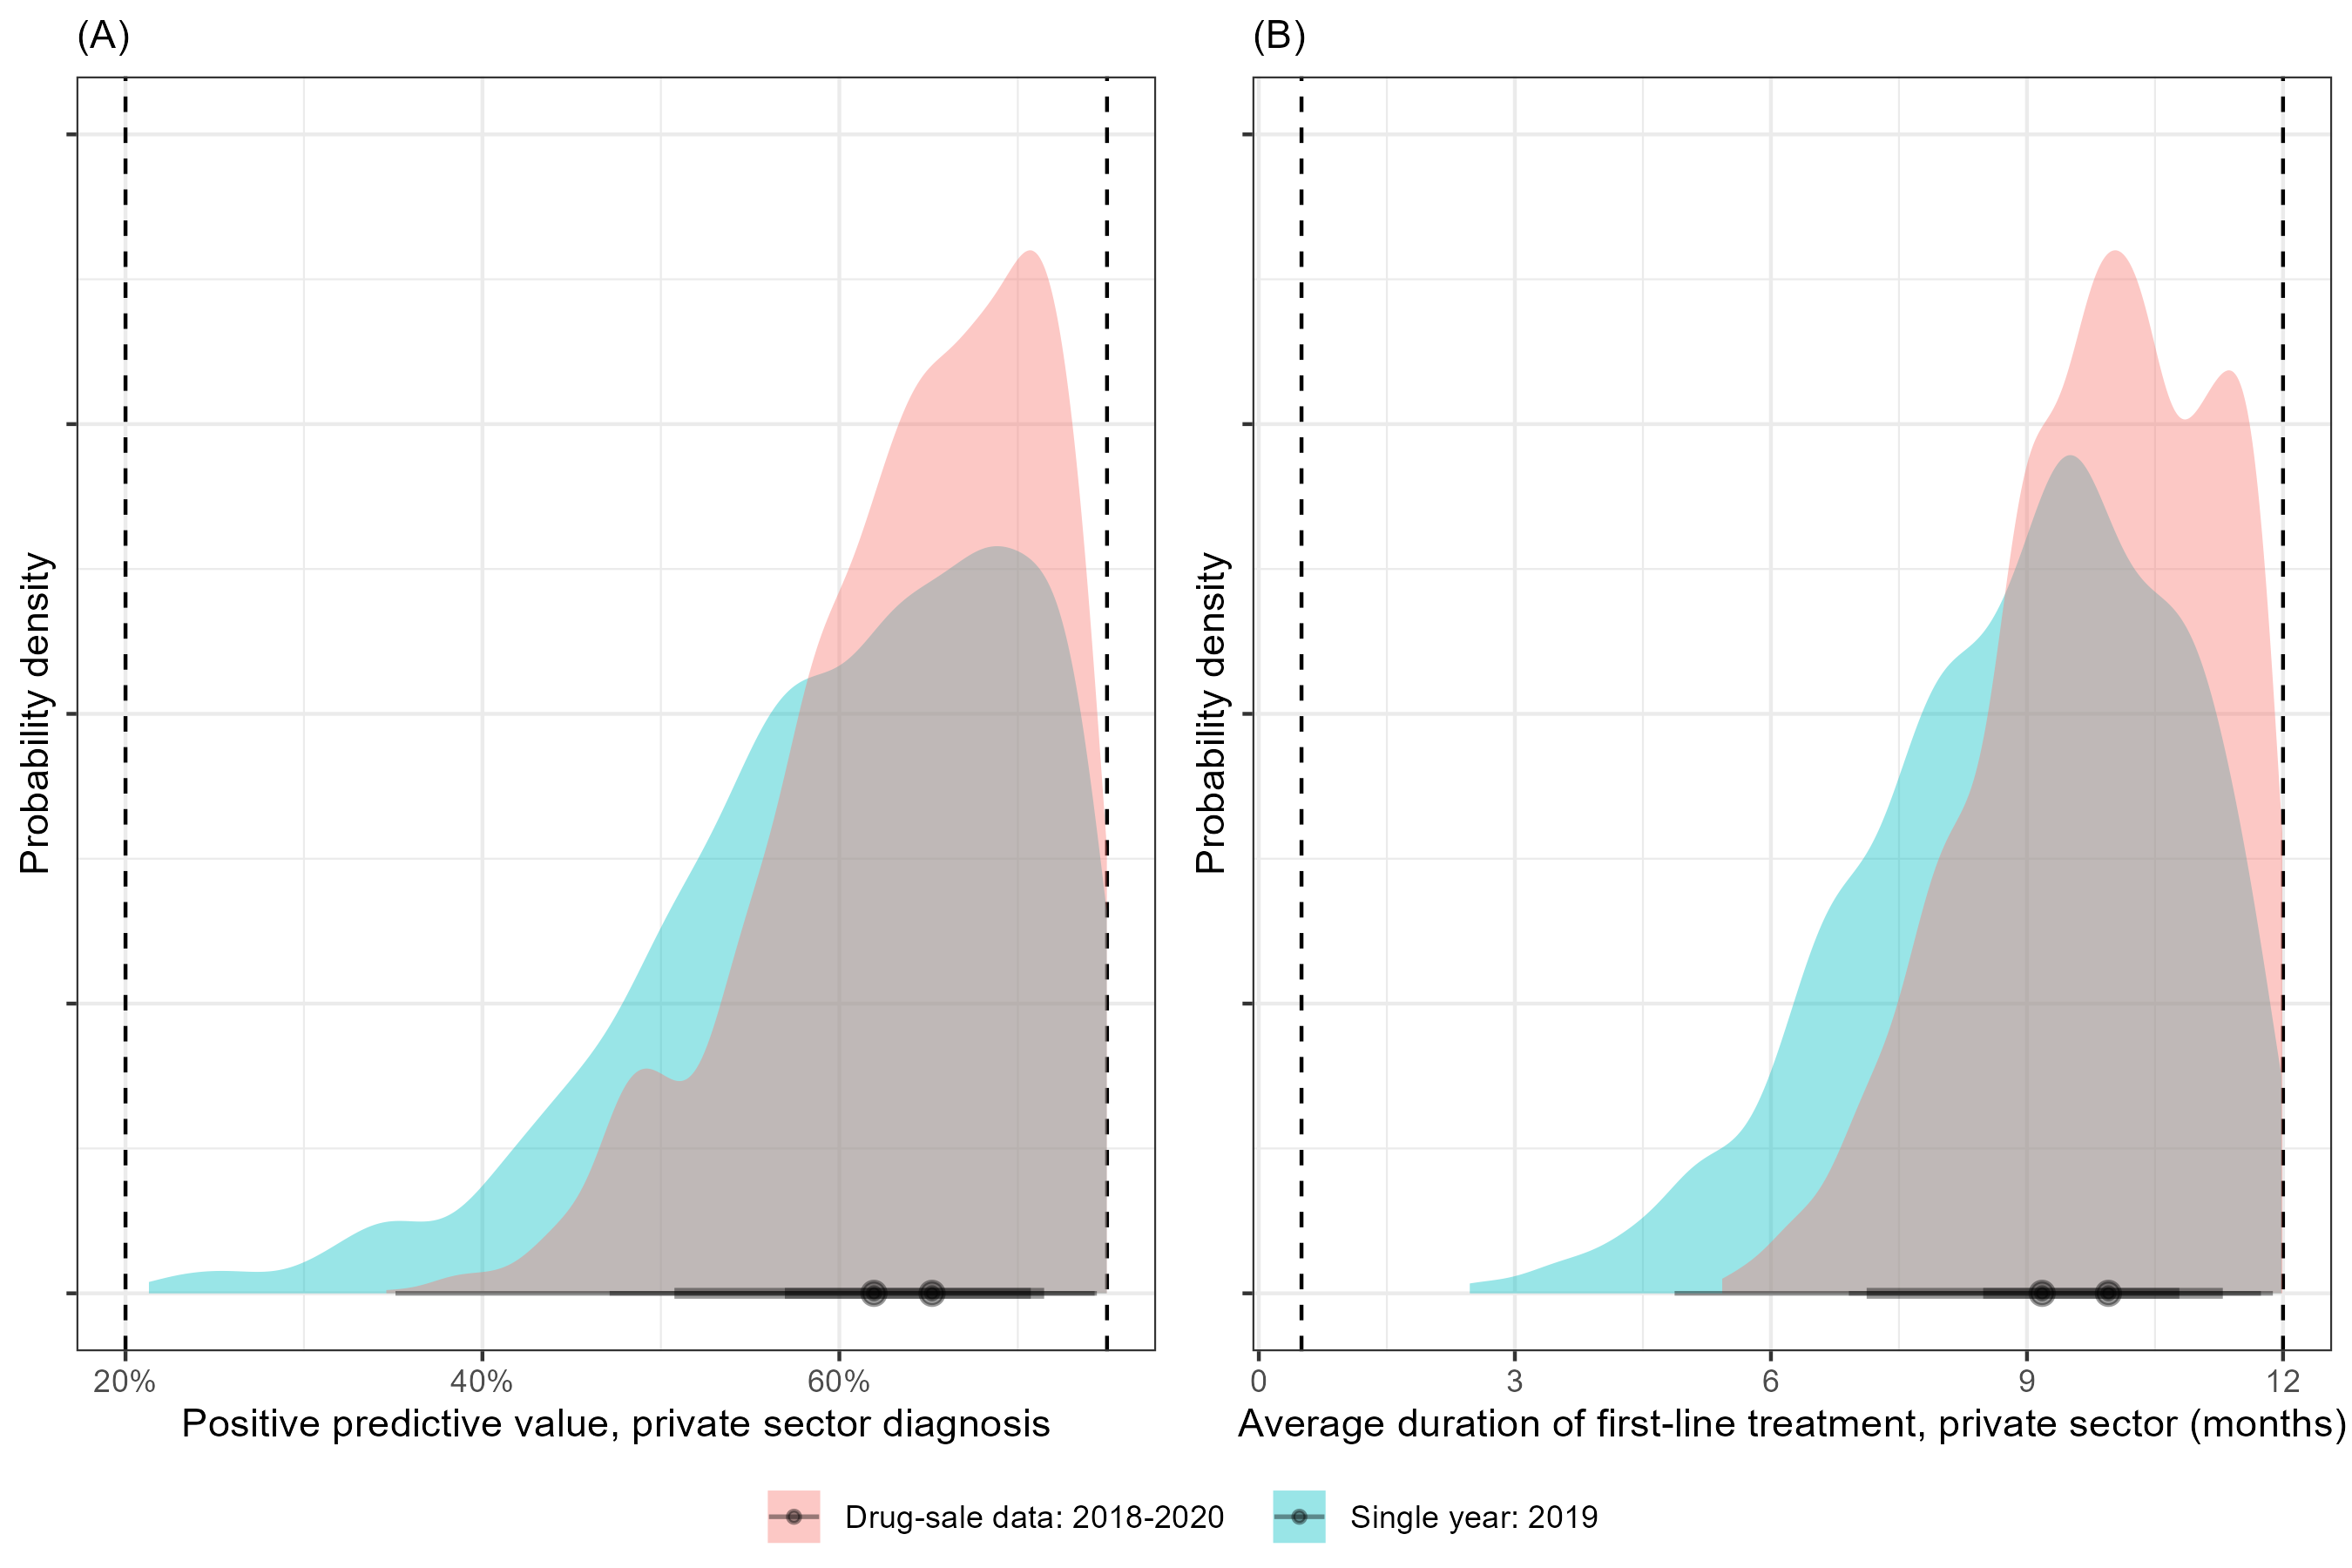 (A)
(B)
Probability density
Probability density
20%
40%
60%
0
3
6
9
12
Positive predictive value, private sector diagnosis
Average duration of first-line treatment, private sector (months)
Drug-sale data: 2018-2020
Single year: 2019